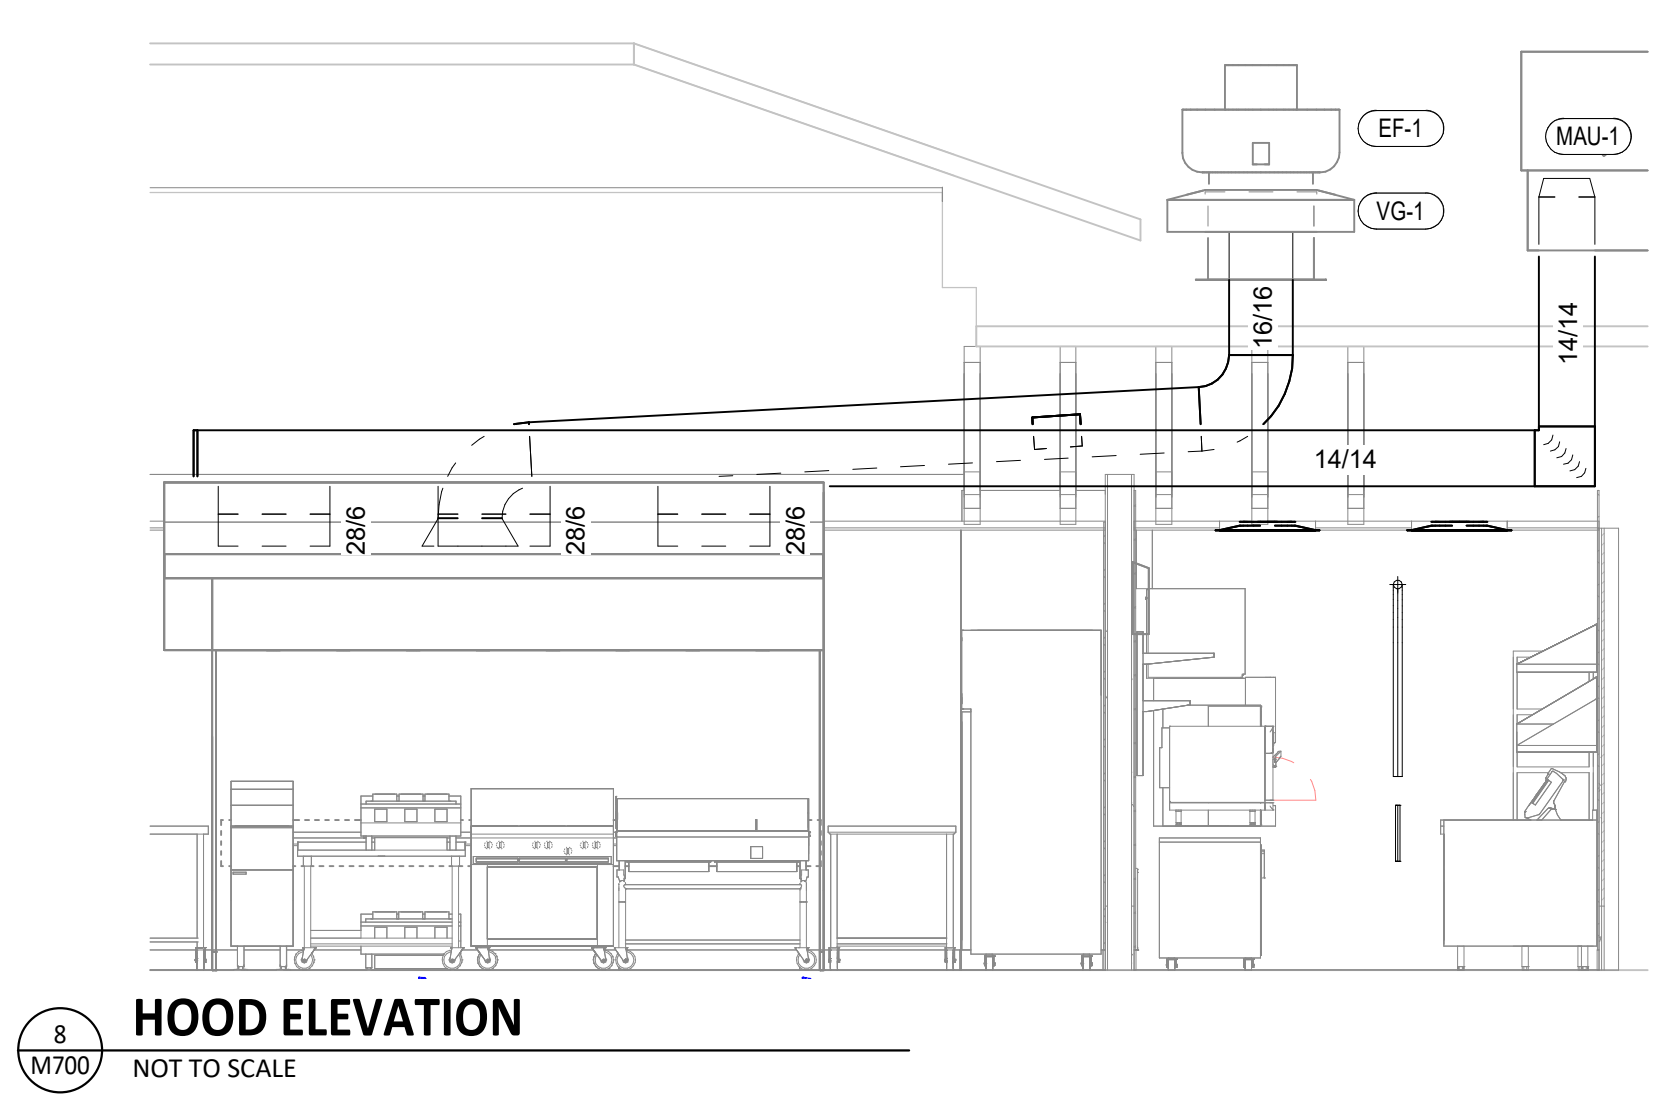 EF-1
MAU-1
VG-1
16/16
14/14
14/14
28/6
28/6
28/6
8
M700
HOOD ELEVATION
NOT TO SCALE